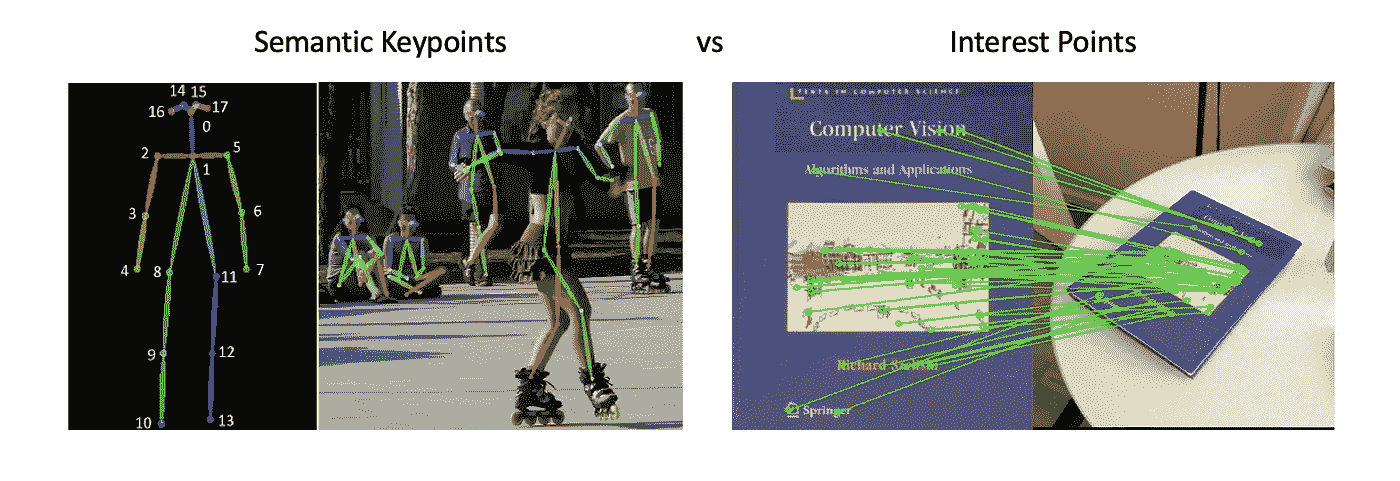 Semantic Keypoints vs Interest Points
14 15
16 17
0
2 5
1
3 6
4 8 7
11
9 12
10 13
TEXTS IN COMPUTER SCIENCE
Computer Vision
Algorithms and Applications
Richard Szeliski
Springer